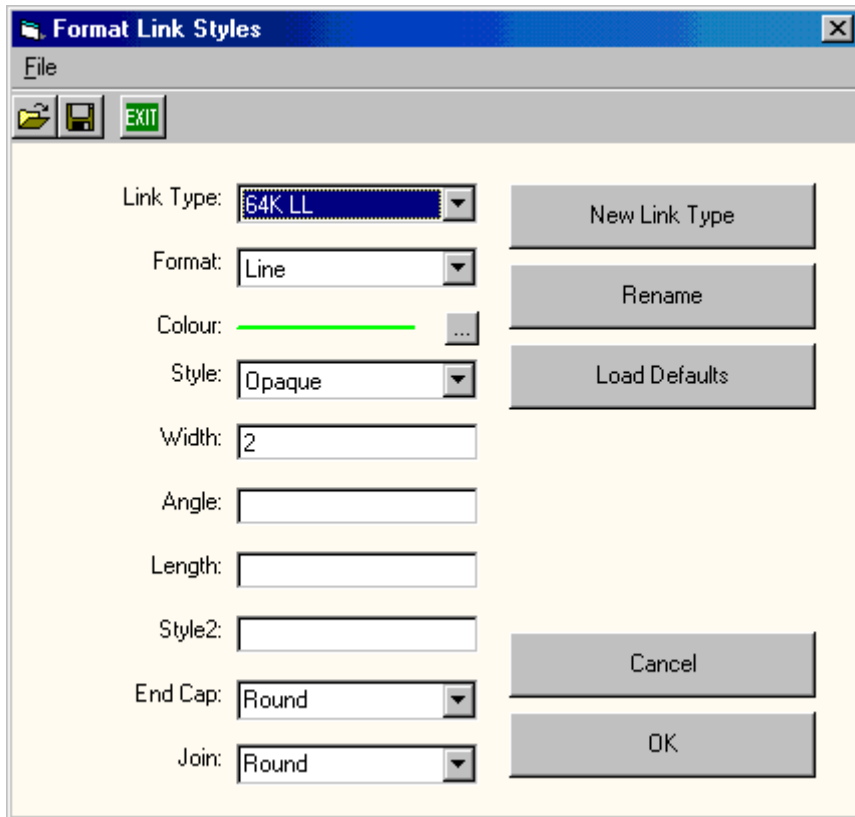 Format Link Styles
File
EXIT
Link Type: 64K LL
New Link Type
Format: Line
Rename
Colour: ...
Style: Opaque
Load Defaults
Width: 2
Angle:
Length:
Style2:
Cancel
End Cap: Round
OK
Join: Round